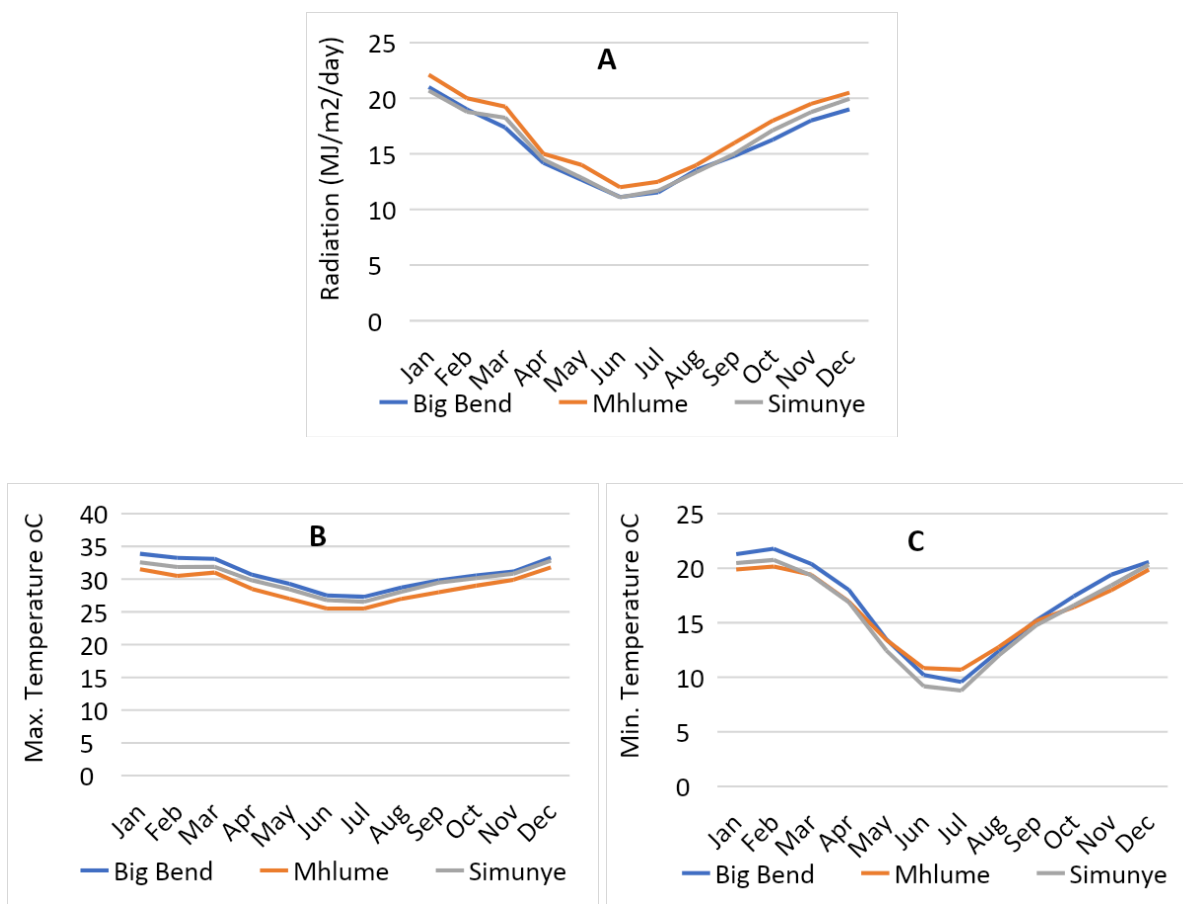 A
Radiation (MJ/m2/day)
25
20
15
10
5
0
Jan Feb Mar Apr May Jun Jul Aug Sep Oct Nov Dec
Big Bend Mhlume Simunye
B
Max. Temperature oC
40
35
30
25
20
15
10
5
0
Jan Feb Mar Apr May Jun Jul Aug Sep Oct Nov Dec
Big Bend Mhlume Simunye
C
Min. Temperature oC
25
20
15
10
5
0
Jan Feb Mar Apr May Jun Jul Aug Sep Oct Nov Dec
Big Bend Mhlume Simunye